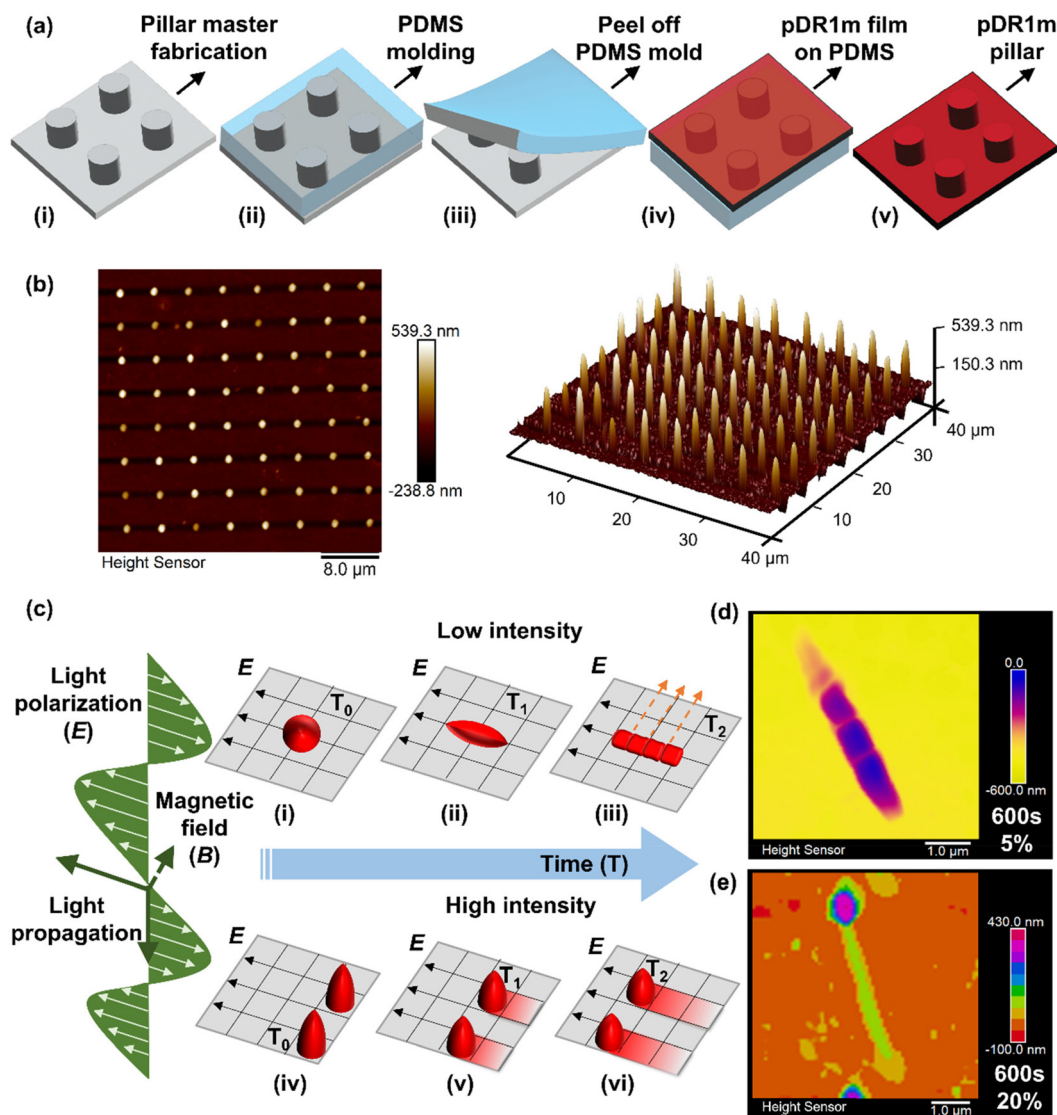 (a)
Pillar master
fabrication
PDMS
molding
Peel off
PDMS mold
pDR1m film
on PDMS
pDR1m
pillar
(i)
(ii)
(iii)
(iv)
(v)
(b)
539.3 nm
-238.8 nm
Height Sensor
8.0 µm
539.3 nm
150.3 nm
40 µm
30
20
10
10
20
30
40 µm
(c)
Light
polarization
(E)
Magnetic
field
(B)
Light
propagation
Low intensity
E
T0
(i)
E
T1
(ii)
E
T2
(iii)
Time (T)
High intensity
E
T0
(iv)
E
T1
(v)
E
T2
(vi)
(d)
0.0
-600.0 nm
600s
5%
Height Sensor
1.0 µm
(e)
430.0 nm
-100.0 nm
600s
20%
Height Sensor
1.0 µm